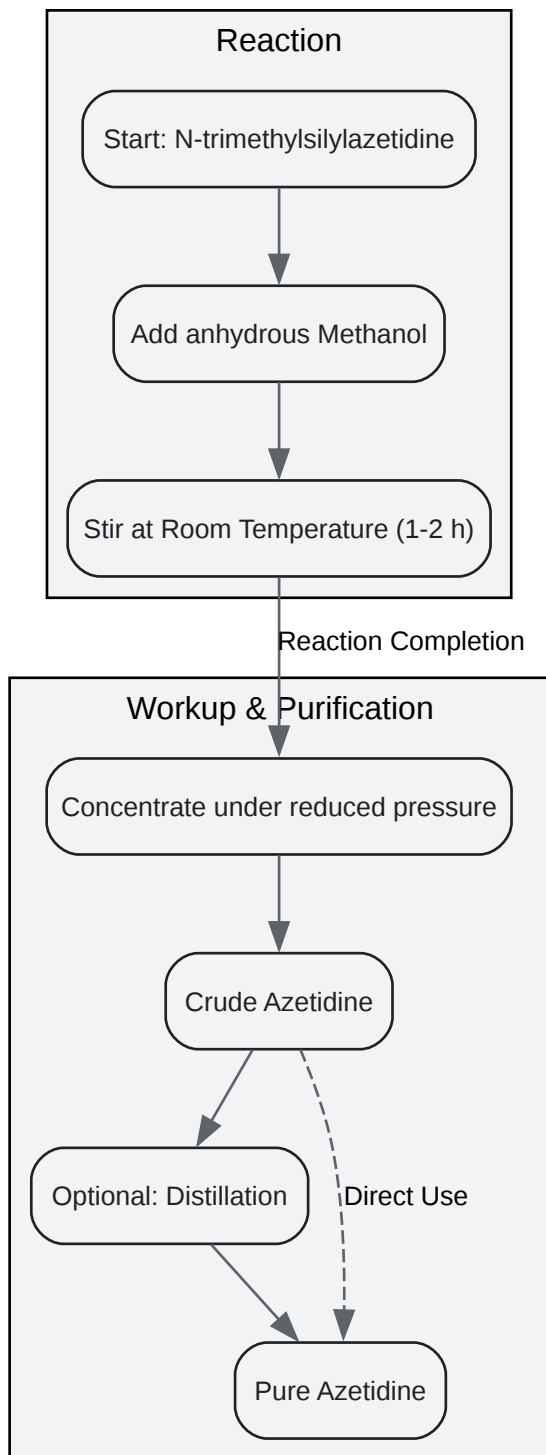 Reaction
Start: N-trimethylsilylazetidine
Add anhydrous Methanol
Stir at Room Temperature (1-2 h)
Reaction Completion
Workup & Purification
Concentrate under reduced pressure
Crude Azetidine
Optional: Distillation
Direct Use
Pure Azetidine